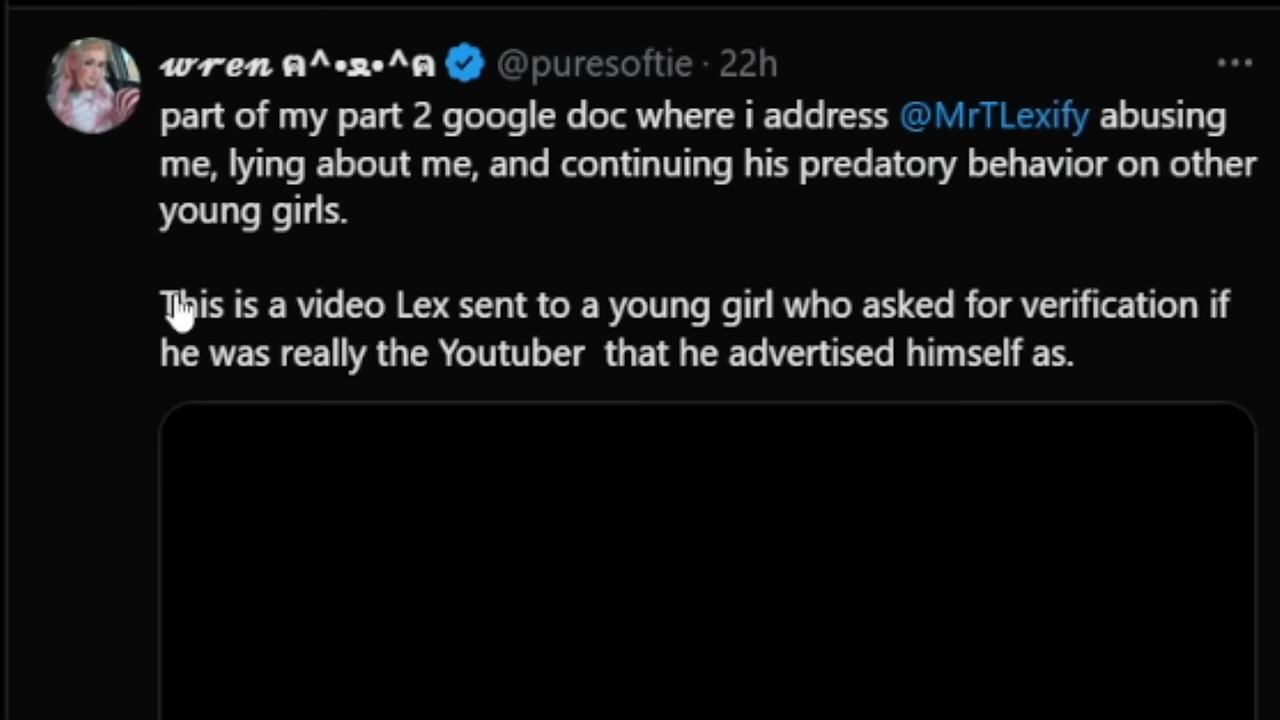 𝔀𝓻𝓮𝓷 ฅ^•ﻌ•^ฅ @puresoftie · 22h
part of my part 2 google doc where i address @MrTLexify abusing
me, lying about me, and continuing his predatory behavior on other
young girls.
This is a video Lex sent to a young girl who asked for verification if
he was really the Youtuber  that he advertised himself as.